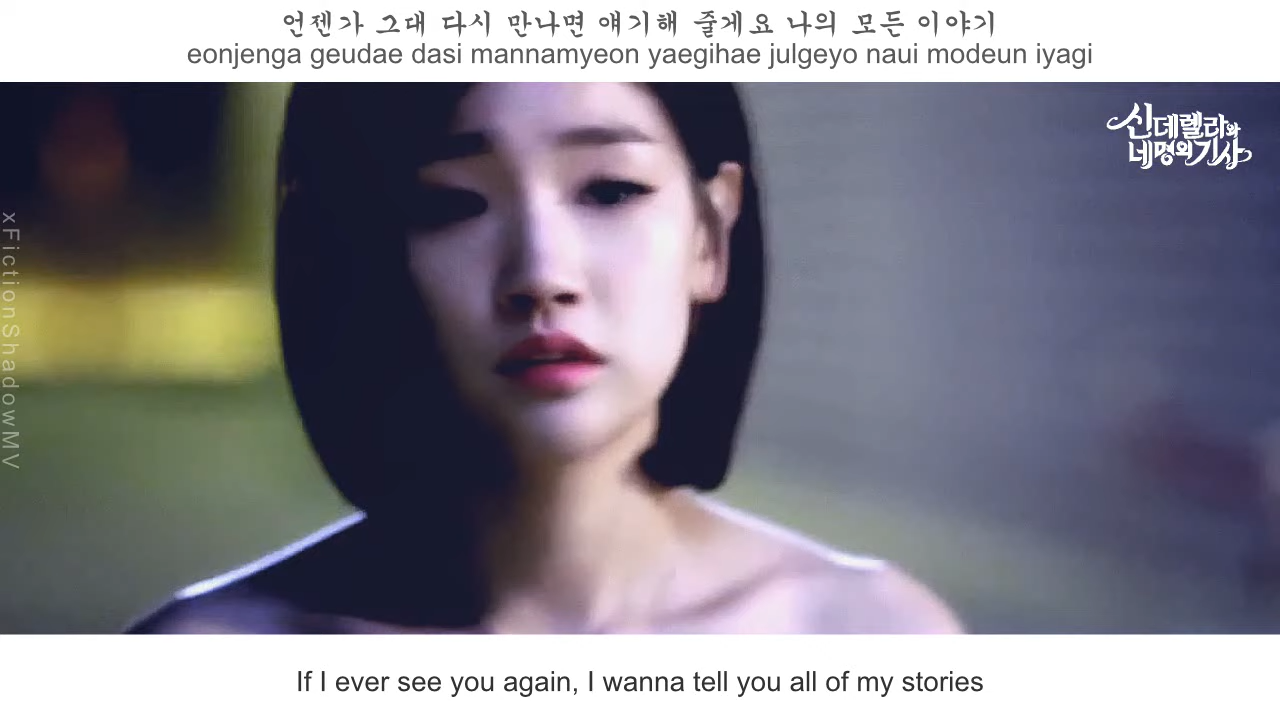 언젠가 그대 다시 만나면 얘기해 줄게요 나의 모든 이야기
eonjenga geudae dasi mannamyeon yaegihae julgeyo naui modeun iyagi
신데렐라와
네명의기사
xFictionShadowMV
If I ever see you again, I wanna tell you all of my stories